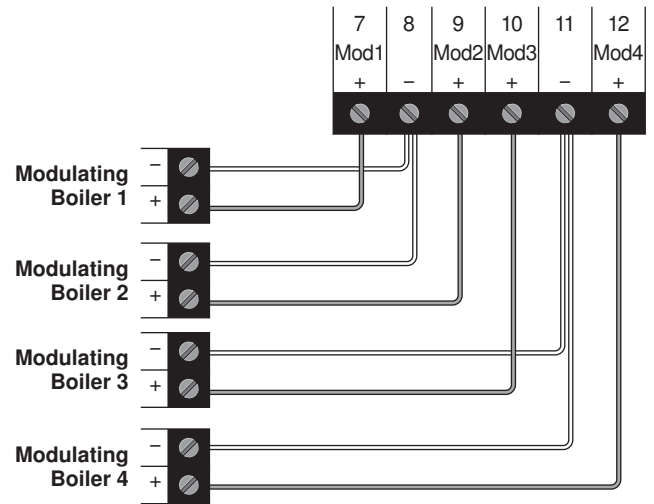 7 8 9 10 11 12
Mod1 Mod2 Mod3 Mod4
+ − + + − +
−
Modulating
Boiler 1
+
−
Modulating
Boiler 2
+
−
Modulating
Boiler 3
+
−
Modulating
Boiler 4
+